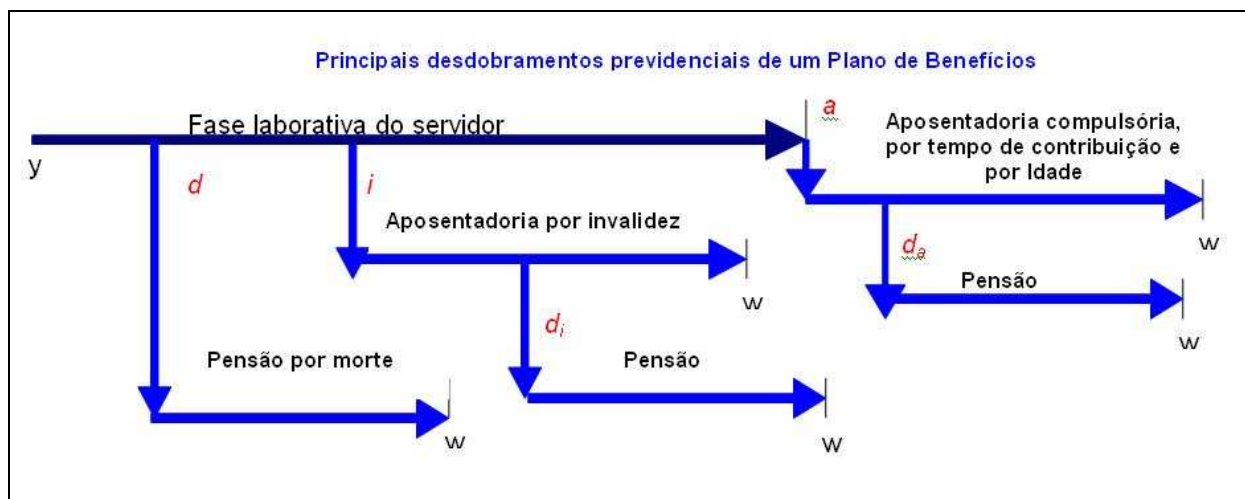 Principais desdobramentos previdenciais de um Plano de Benefícios
Fase laborativa do servidor
a
Aposentadoria compulsória,
por tempo de contribuição e
por Idade
y
d
i
Aposentadoria por invalidez
w
da
Pensão
w
w
di
Pensão por morte
Pensão
w
w